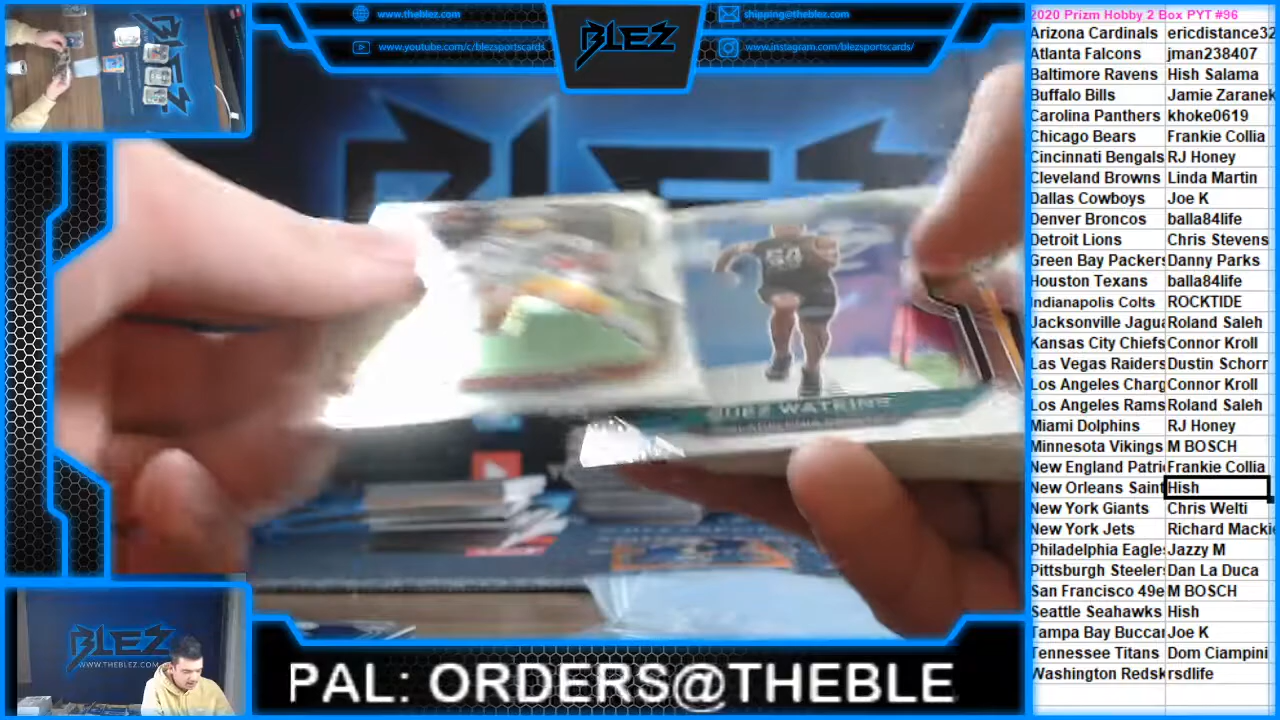 www.theblez.com
shipping@theblez.com
www.youtube.com/c/blezsportscards
www.instagram.com/blezsportscards/
BLEZ
2020 Prizm Hobby 2 Box PYT #96
Arizona Cardinals ericdistance32
Atlanta Falcons jman238407
Baltimore Ravens Hish Salama
Buffalo Bills Jamie Zaranek
Carolina Panthers khoke0619
Chicago Bears Frankie Collia
Cincinnati Bengals RJ Honey
Cleveland Browns Linda Martin
Dallas Cowboys Joe K
Denver Broncos balla84life
Detroit Lions Chris Stevens
Green Bay Packers Danny Parks
Houston Texans balla84life
Indianapolis Colts ROCKTIDE
Jacksonville Jagua Roland Saleh
Kansas City Chiefs Connor Kroll
Las Vegas Raiders Dustin Schorr
Los Angeles Charg Connor Kroll
Los Angeles Rams Roland Saleh
Miami Dolphins RJ Honey
Minnesota Vikings M BOSCH
New England Patri Frankie Collia
New Orleans Saint Hish
New York Giants Chris Welti
New York Jets Richard Mackie
Philadelphia Eagle Jazzy M
Pittsburgh Steelers Dan La Duca
San Francisco 49e M BOSCH
Seattle Seahawks Hish
Tampa Bay Buccar Joe K
Tennessee Titans Dom Ciampini
Washington Redsk rsdlife
BLEZ
64
WATKINS
BLEZ
BLEZ
WWW.THEBLEZ.COM
PAL: ORDERS@THEBLE